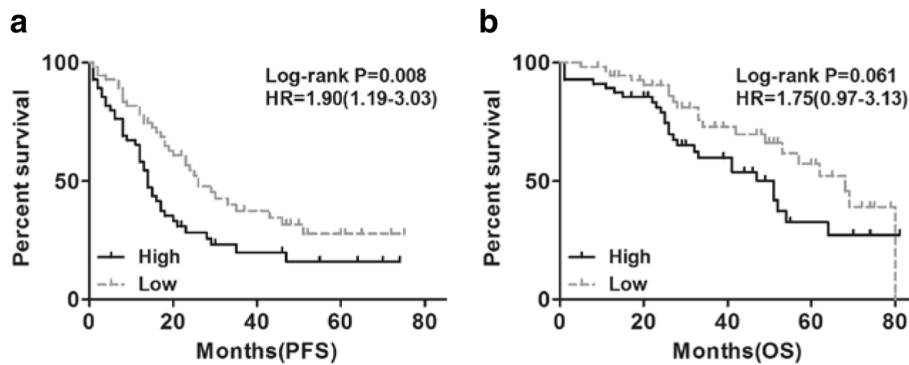 a
Percent survival
100
50
0
Log-rank P=0.008
HR=1.90(1.19-3.03)
High
Low
0 20 40 60 80
Months(PFS)
b
Percent survival
100
50
0
Log-rank P=0.061
HR=1.75(0.97-3.13)
High
Low
0 20 40 60 80
Months(OS)